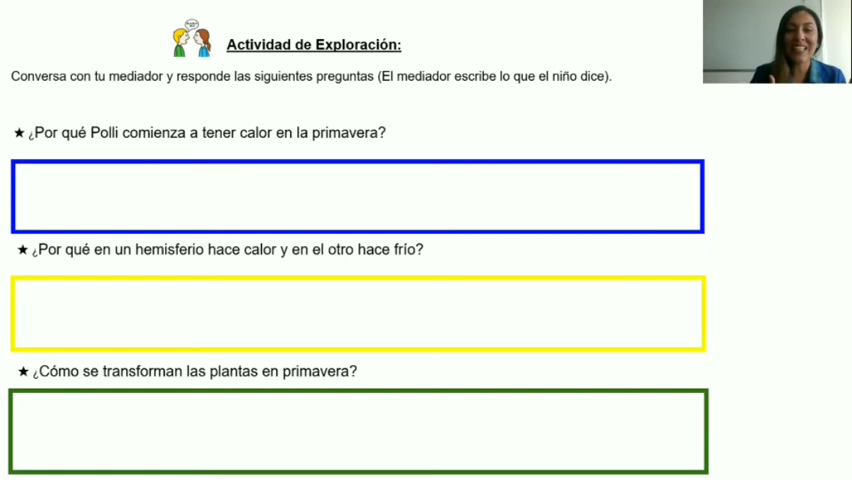 Actividad de Exploración:
Conversa con tu mediador y responde las siguientes preguntas (El mediador escribe lo que el niño dice).
★ ¿Por qué Polli comienza a tener calor en la primavera?
★ ¿Por qué en un hemisferio hace calor y en el otro hace frío?
★ ¿Cómo se transforman las plantas en primavera?